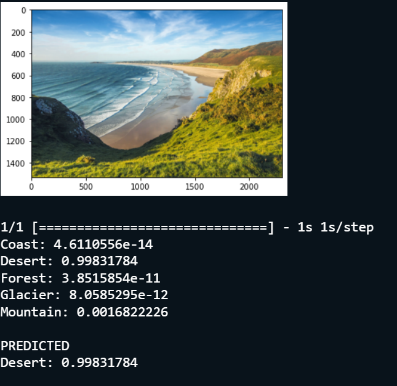 0
200
400
600
800
1000
1200
1400
0 500 1000 1500 2000
1/1 [==============================] - 1s 1s/step
Coast: 4.6110556e-14
Desert: 0.99831784
Forest: 3.8515854e-11
Glacier: 8.0585295e-12
Mountain: 0.0016822226
PREDICTED
Desert: 0.99831784